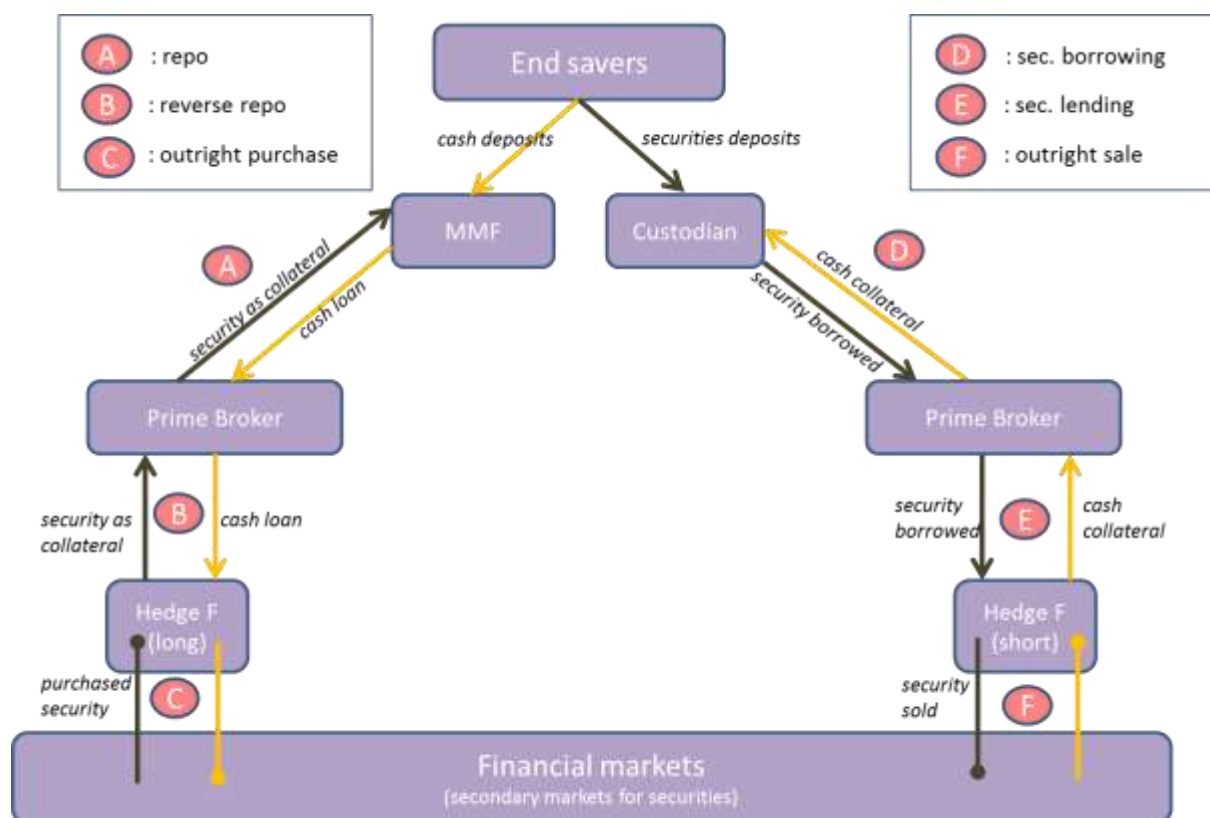 A : repo
B : reverse repo
C : outright purchase
End savers
D : sec. borrowing
E : sec. lending
F : outright sale
cash deposits
securities deposits
MMF
Custodian
A
security as collateral
cash loan
D
cash collateral
security borrowed
Prime Broker
Prime Broker
security as
collateral
B
cash loan
security
borrowed
E
cash
collateral
Hedge F
(long)
Hedge F
(short)
purchased
security
C
security
sold
F
Financial markets
(secondary markets for securities)